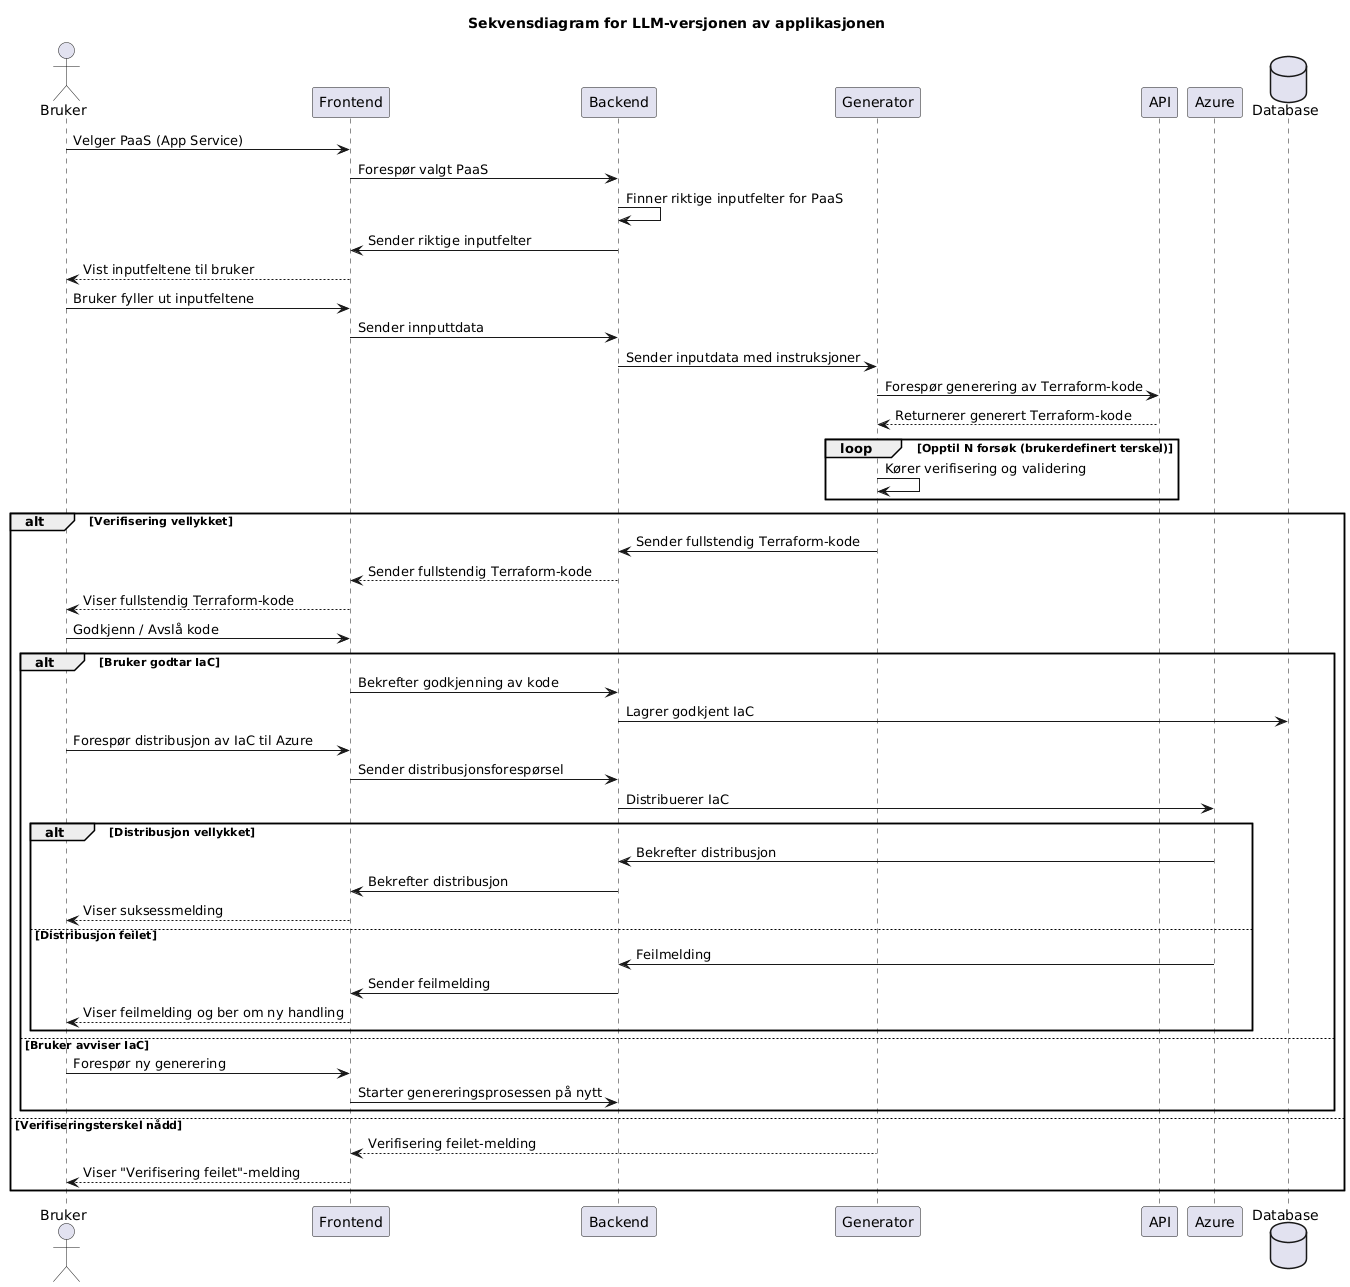 Sekvensdiagram for LLM-versjonen av applikasjonen
Bruker
Frontend
Backend
Generator
API
Azure
Database
Velger PaaS (App Service)
Forespør valgt PaaS
Finner riktige inputfelter for PaaS
Sender riktige inputfelter
Vist inputfeltene til bruker
Bruker fyller ut inputfeltene
Sender innputtdata
Sender inputdata med instruksjoner
Forespør generering av Terraform-kode
Returnerer generert Terraform-kode
loop
[Opptil N forsøk (brukerdefinert terskel)]
Kører verifisering og validering
alt
[Verifisering vellykket]
Sender fullstendig Terraform-kode
Sender fullstendig Terraform-kode
Viser fullstendig Terraform-kode
Godkjenn / Avslå kode
alt
[Bruker godtar IaC]
Bekrefter godkjenning av kode
Lagrer godkjent IaC
Forespør distribusjon av IaC til Azure
Sender distribusjonsforespørsel
Distribuerer IaC
alt
[Distribusjon vellykket]
Bekrefter distribusjon
Bekrefter distribusjon
Viser suksessmelding
[Distribusjon feilet]
Feilmelding
Sender feilmelding
Viser feilmelding og ber om ny handling
[Bruker avviser IaC]
Forespør ny generering
Starter genereringsprosessen på nytt
[Verifiseringsterskel nådd]
Verifisering feilet-melding
Viser "Verifisering feilet"-melding
Bruker
Frontend
Backend
Generator
API
Azure
Database